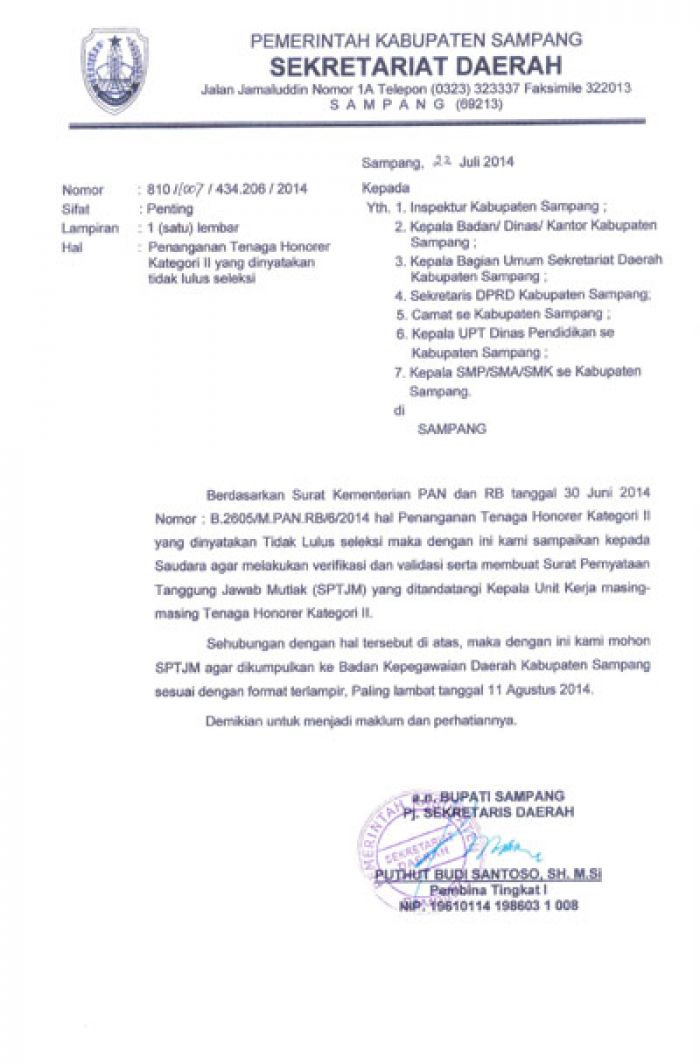 PEMERINTAH KABUPATEN SAMPANG
SEKRETARIAT DAERAH
Jalan Jamaluddin Nomor 1A Telepon (0323) 323337 Faksimile 322013
S A M P A N G (69213)
Sampang, 22 Juli 2014
Nomor : 810 /1007 / 434.206 / 2014
Sifat : Penting
Lampiran : 1 (satu) lembar
Hal : Penanganan Tenaga Honorer
Kategori II yang dinyatakan
tidak lulus seleksi
Kepada
Yth. 1. Inspektur Kabupaten Sampang ;
2. Kepala Badan/ Dinas/ Kantor Kabupaten
Sampang ;
3. Kepala Bagian Umum Sekretariat Daerah
Kabupaten Sampang ;
4. Sekretaris DPRD Kabupaten Sampang;
5. Camat se Kabupaten Sampang ;
6. Kepala UPT Dinas Pendidikan se
Kabupaten Sampang ;
7. Kepala SMP/SMA/SMK se Kabupaten
Sampang.
di
SAMPANG
Berdasarkan Surat Kementerian PAN dan RB tanggal 30 Juni 2014
Nomor : B.2605/M.PAN.RB/6/2014 hal Penanganan Tenaga Honorer Kategori II
yang dinyatakan Tidak Lulus seleksi maka dengan ini kami sampaikan kepada
Saudara agar melakukan verifikasi dan validasi serta membuat Surat Pernyataan
Tanggung Jawab Mutlak (SPTJM) yang ditandatangi Kepala Unit Kerja masing-
masing Tenaga Honorer Kategori II.
Sehubungan dengan hal tersebut di atas, maka dengan ini kami mohon
SPTJM agar dikumpulkan ke Badan Kepegawaian Daerah Kabupaten Sampang
sesuai dengan format terlampir, Paling lambat tanggal 11 Agustus 2014.
Demikian untuk menjadi maklum dan perhatiannya.
a.n. BUPATI SAMPANG
Pj. SEKRETARIS DAERAH
PEMERINTAH KABUPATEN
SEKRETARIAT
DAERAH
PUTHUT BUDI SANTOSO, SH. M.Si
Pembina Tingkat I
NIP. 19610114 198603 1 008